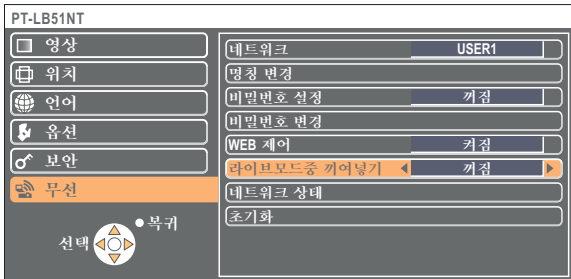 PT-LB51NT
영상
위치
언어
옵션
보안
무선
복귀
선택
네트워크 USER1
명칭 변경
비밀번호 설정 꺼짐
비밀번호 변경
WEB 제어 켜짐
라이브모드중 끼어넣기 꺼짐
네트워크 상태
초기화